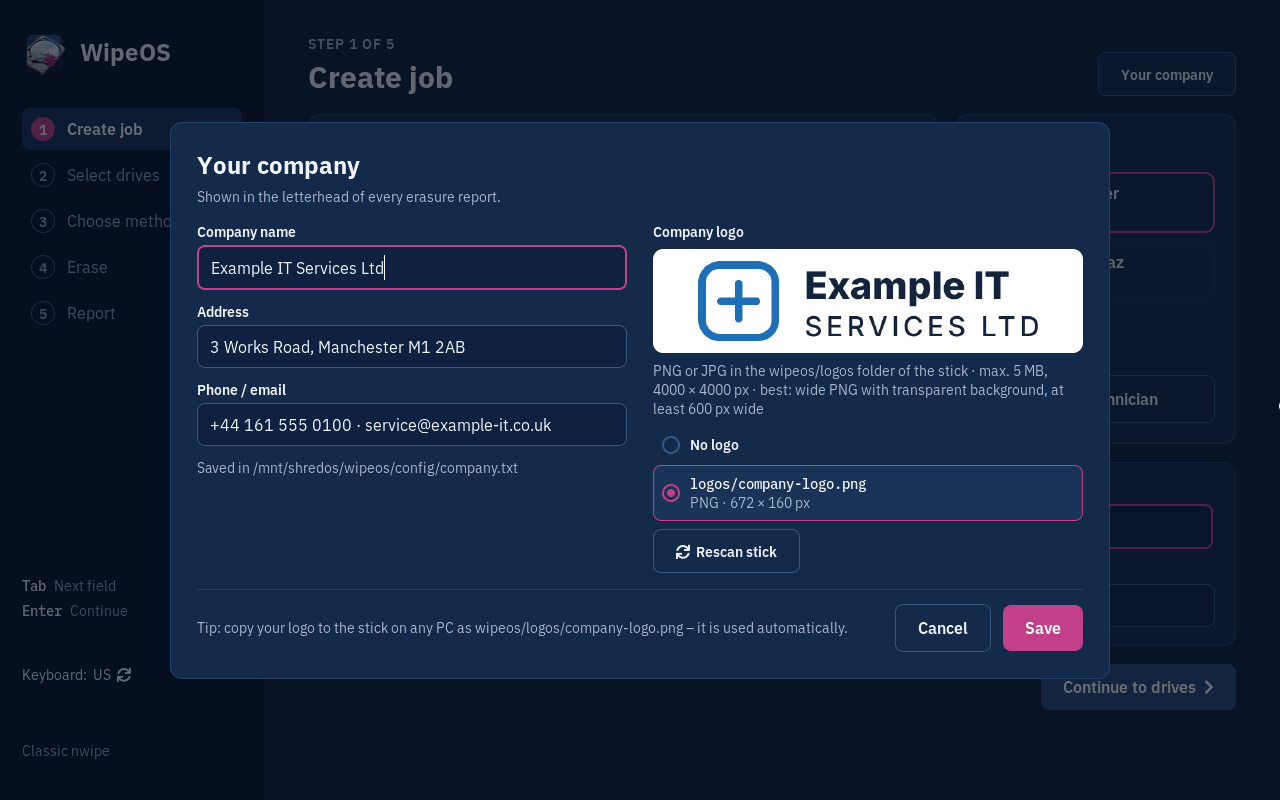 WipeOS
1 Create job
2 Select drives
3 Choose metho
4 Erase
5 Report
Tab Next field
Enter Continue
Keyboard: US
Classic nwipe
STEP 1 OF 5
Create job
Your company
Your company
Shown in the letterhead of every erasure report.
Company name
Example IT Services Ltd
Address
3 Works Road, Manchester M1 2AB
Phone / email
+44 161 555 0100 · service@example-it.co.uk
Saved in /mnt/shredos/wipeos/config/company.txt
Company logo
Example IT
SERVICES LTD
PNG or JPG in the wipeos/logos folder of the stick · max. 5 MB,
4000 × 4000 px · best: wide PNG with transparent background, at
least 600 px wide
No logo
logos/company-logo.png
PNG · 672 × 160 px
Rescan stick
Tip: copy your logo to the stick on any PC as wipeos/logos/company-logo.png – it is used automatically.
Cancel
Save
er
az
hnician
Continue to drives